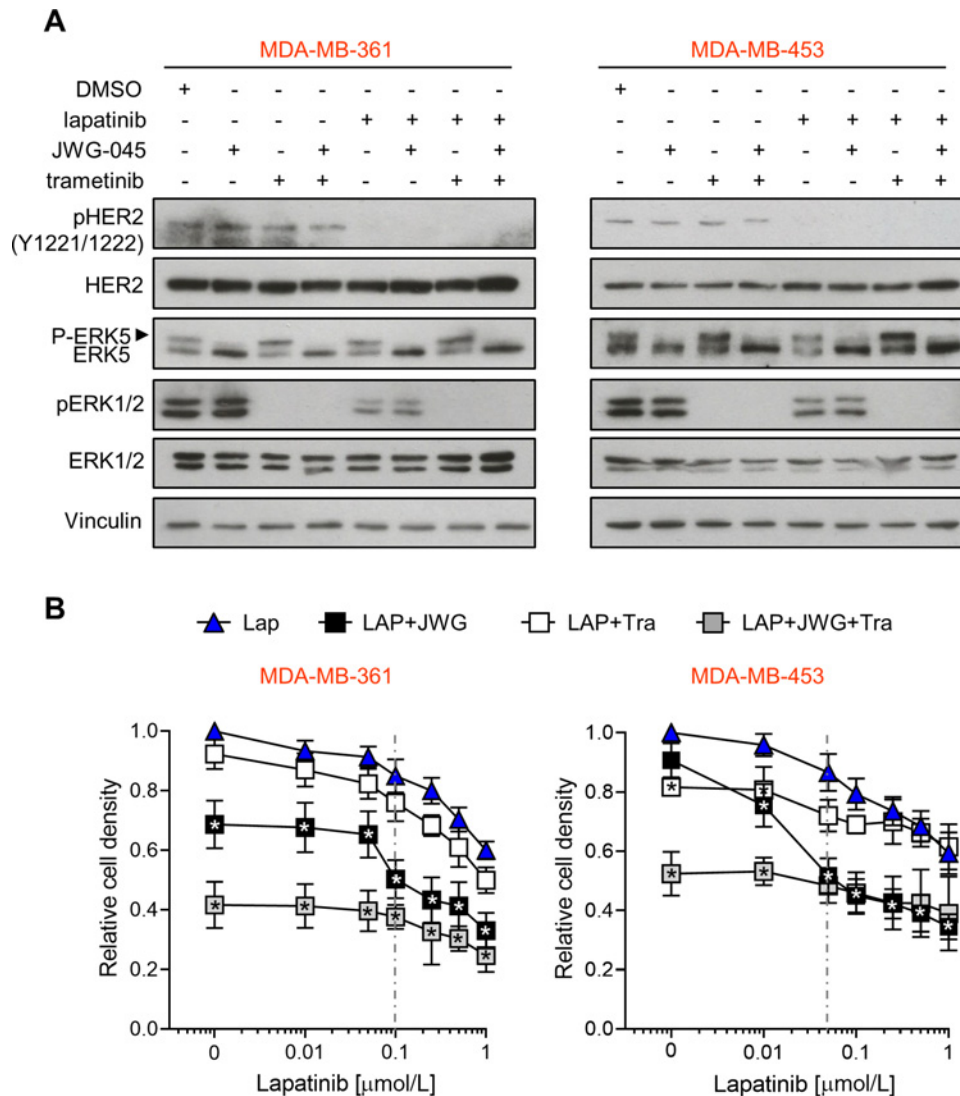 A
MDA-MB-361 MDA-MB-453
DMSO + - - - - - - - + - - - - - - -
lapatinib - - - - + + + + - - - - + + + +
JWG-045 - + - + - + - + - + - + - + - +
trametinib - - + + - - + + - - + + - - + +
pHER2
(Y1221/1222)
HER2
P-ERK5
ERK5
pERK1/2
ERK1/2
Vinculin
B
Lap LAP+JWG LAP+Tra LAP+JWG+Tra
MDA-MB-361
Relative cell density
1.0
0.8
0.6
0.4
0.2
0.0
0 0.01 0.1 1
Lapatinib [μmol/L]
MDA-MB-453
Relative cell density
1.0
0.8
0.6
0.4
0.2
0.0
0 0.01 0.1 1
Lapatinib [μmol/L]